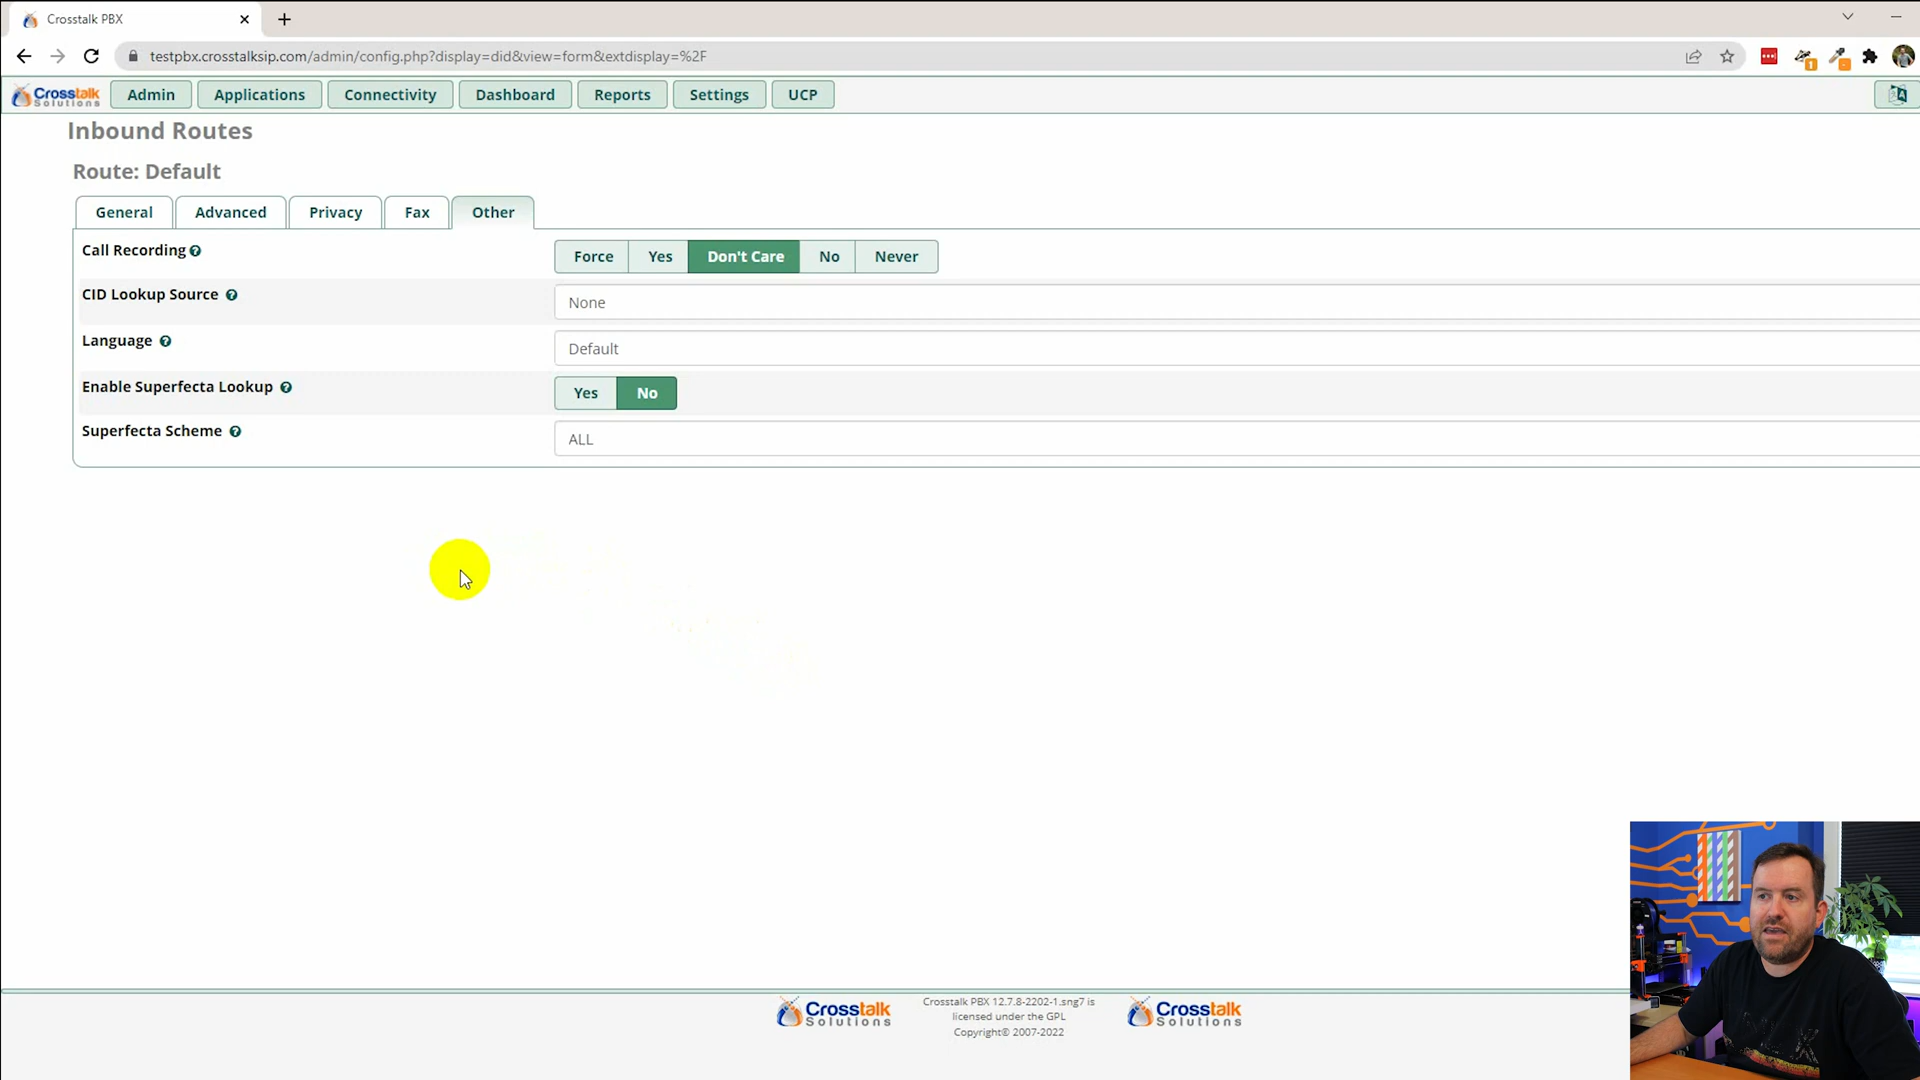 Crosstalk PBX
testpbx.crosstalksip.com/admin/config.php?display=did&view=form&extdisplay=%2F
1
Crosstalk Solutions
Admin
Applications
Connectivity
Dashboard
Reports
Settings
UCP
Inbound Routes
Route: Default
General
Advanced
Privacy
Fax
Other
Call Recording
Force
Yes
Don't Care
No
Never
CID Lookup Source
None
Language
Default
Enable Superfecta Lookup
Yes
No
Superfecta Scheme
ALL
Crosstalk Solutions
Crosstalk PBX 12.7.8-2202-1.sng7 is
licensed under the GPL
Copyright© 2007-2022
Crosstalk Solutions